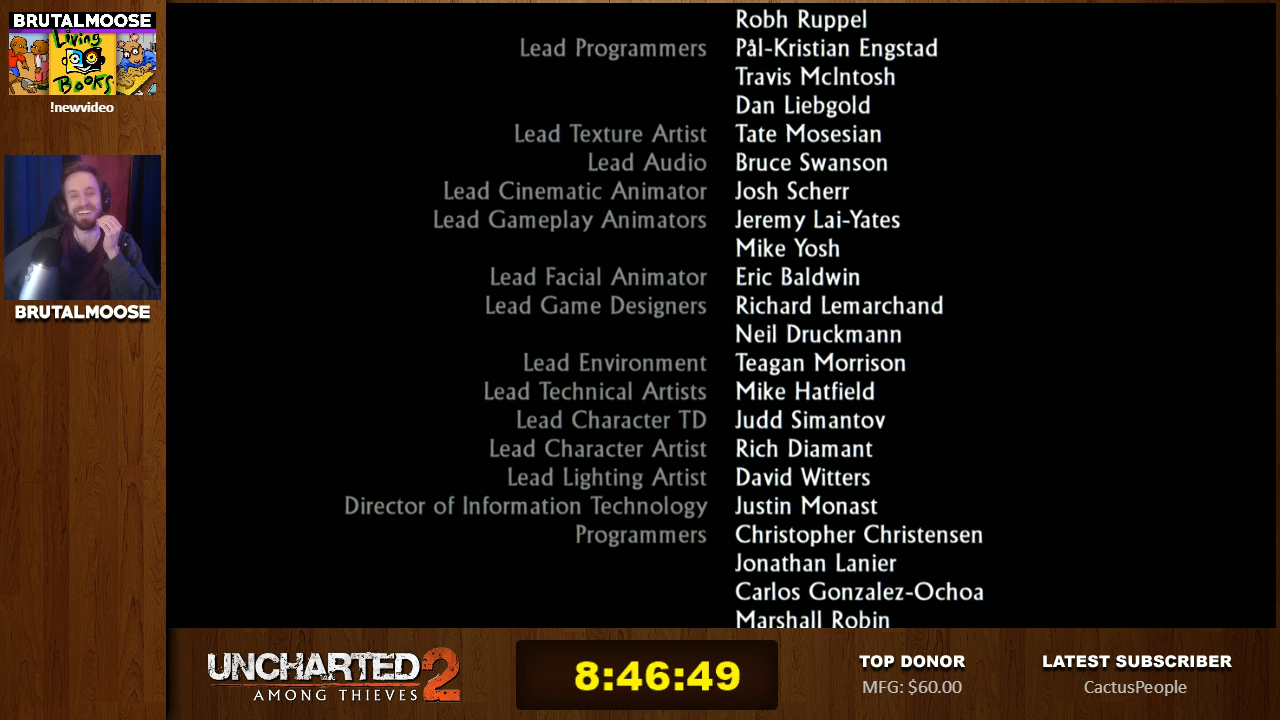 BRUTALMOOSE
Living
Books
!newvideo
BRUTALMOOSE
Robh Ruppel
Lead Programmers Pål-Kristian Engstad
Travis McIntosh
Dan Liebgold
Lead Texture Artist Tate Mosesian
Lead Audio Bruce Swanson
Lead Cinematic Animator Josh Scherr
Lead Gameplay Animators Jeremy Lai-Yates
Mike Yosh
Lead Facial Animator Eric Baldwin
Lead Game Designers Richard Lemarchand
Neil Druckmann
Lead Environment Teagan Morrison
Lead Technical Artists Mike Hatfield
Lead Character TD Judd Simantov
Lead Character Artist Rich Diamant
Lead Lighting Artist David Witters
Director of Information Technology Justin Monast
Programmers Christopher Christensen
Jonathan Lanier
Carlos Gonzalez-Ochoa
Marshall Robin
UNCHARTED 2
AMONG THIEVES
8:46:49
TOP DONOR
MFG: $60.00
LATEST SUBSCRIBER
CactusPeople